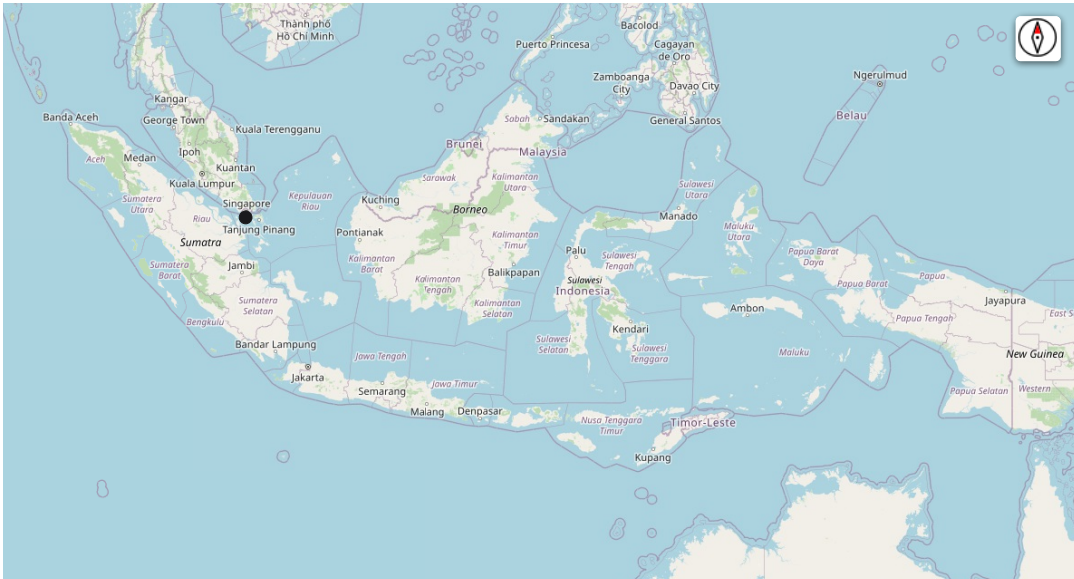 Thành phố
Hồ Chí Minh
Bacolod
Puerto Princesa
Cagayan
de Oro
Zamboanga
City
Davao City
Ngerulmud
Kangar
Banda Aceh
George Town
Kuala Terengganu
Sabah
Sandakan
General Santos
Belau
Ipoh
Brunei
Malaysia
Aceh
Medan
Kuantan
Kuala Lumpur
Sarawak
Kalimantan
Utara
Sulawesi
Utara
Sumatera
Utara
Singapore
Kepulauan
Riau
Kuching
Borneo
Manado
Riau
Tanjung Pinang
Pontianak
Maluku
Utara
Sumatra
Kalimantan
Timur
Palu
Papua Barat
Daya
Jambi
Kalimantan
Barat
Sulawesi
Tengah
Sumatera
Barat
Balikpapan
Sulawesi
Indonesia
Papua
Papua Barat
Kalimantan
Tengah
Sumatera
Selatan
Kalimantan
Selatan
Ambon
Jayapura
East S
Bengkulu
Kendari
Papua Tengah
Bandar Lampung
Sulawesi
Selatan
Sulawesi
Tenggara
Jawa Tengah
Maluku
New Guinea
Jakarta
Jawa Timur
Semarang
Papua Selatan
Western
Malang
Denpasar
Nusa Tenggara
Timur
Timor-Leste
Kupang